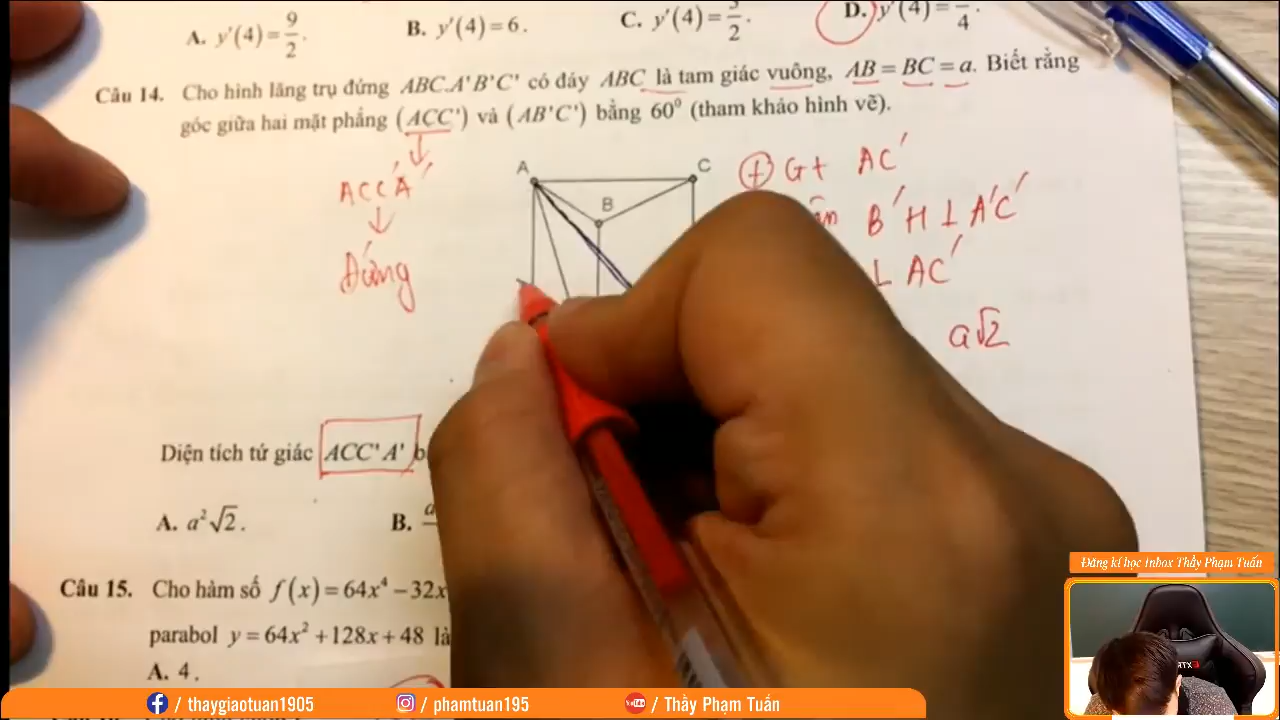 A. y'(4) = 9/2.
B. y'(4) = 6.
C. y'(4) = /2.
D. y'(4) = /4.
Câu 14. Cho hình lăng trụ đứng ABC.A'B'C' có đáy ABC là tam giác vuông, AB = BC = a. Biết rằng
góc giữa hai mặt phẳng (ACC') và (AB'C') bằng 60⁰ (tham khảo hình vẽ).
ACC'A'
Đứng
A
C
B
+ Gt AC'
B'H ⊥ A'C'
⊥ AC'
a√2
Diện tích tứ giác ACC'A'
A. a²√2.
B.
Câu 15. Cho hàm số f(x) = 64x⁴ − 32x
parabol y = 64x² + 128x + 48 là
A. 4.
Đăng kí học Inbox Thầy Phạm Tuấn
/ thaygiaotuan1905
/ phamtuan195
/ Thầy Phạm Tuấn